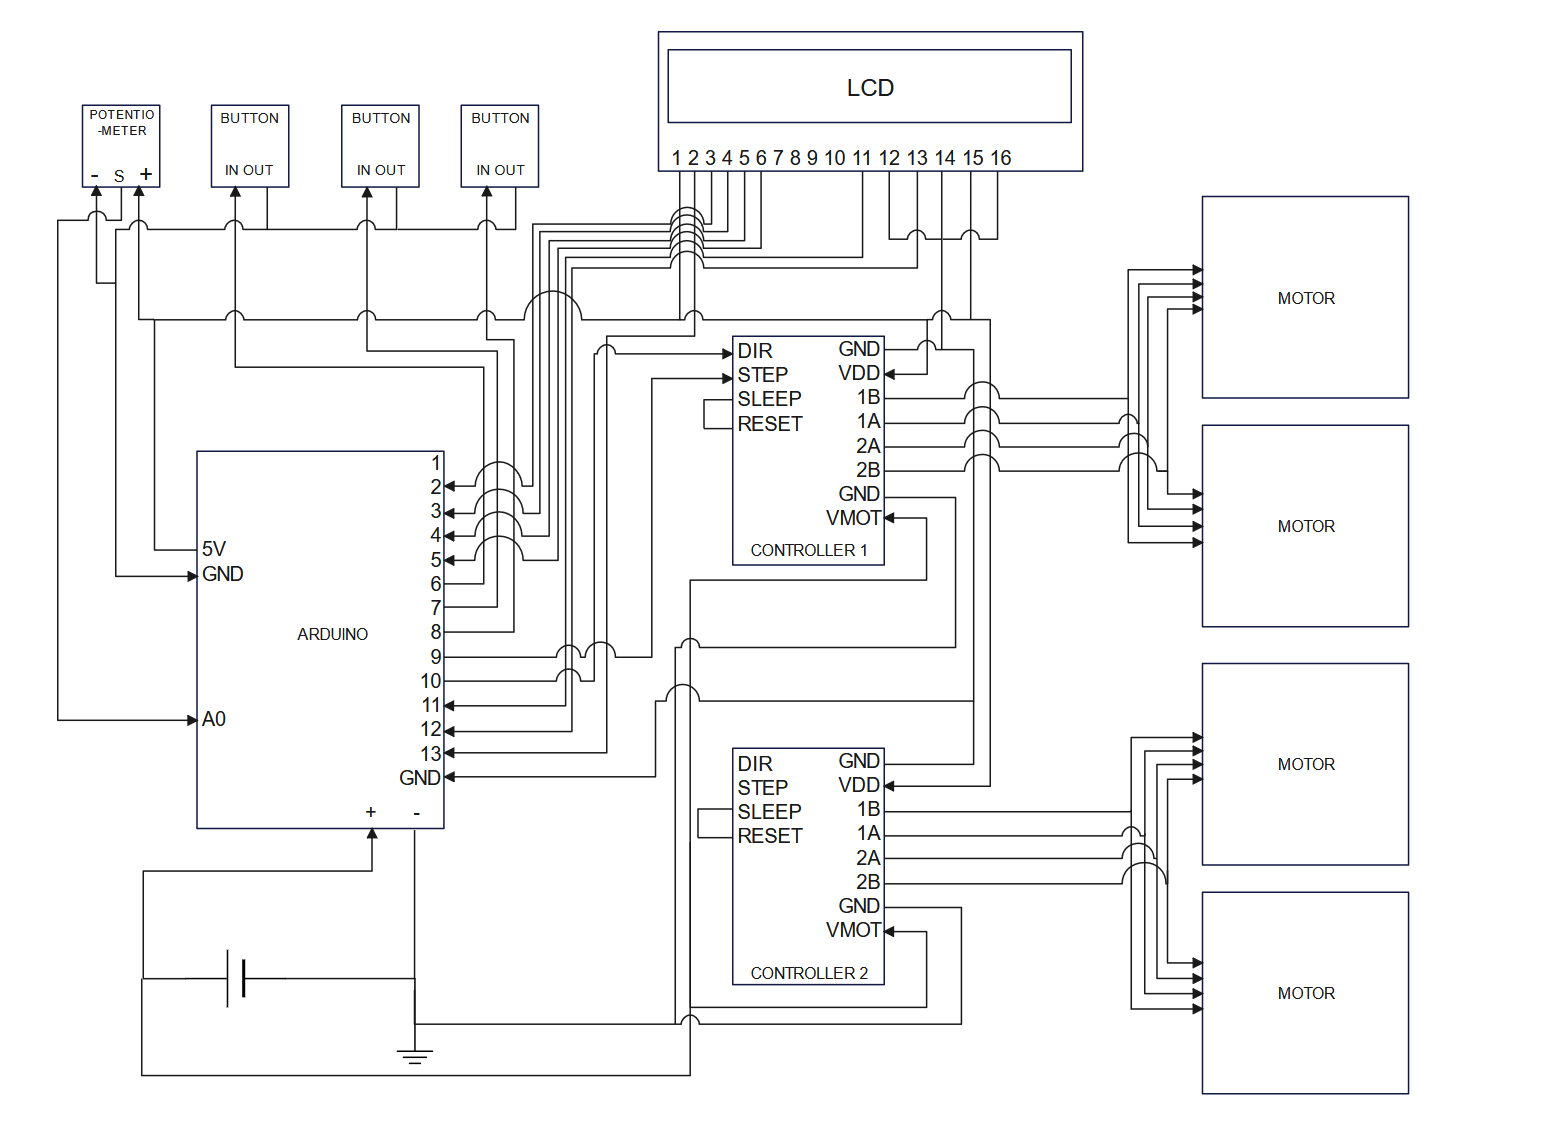 LCD
1 2 3 4 5 6 7 8 9 10 11 12 13 14 15 16
POTENTIO
-METER
- S +
BUTTON
IN OUT
BUTTON
IN OUT
BUTTON
IN OUT
MOTOR
MOTOR
MOTOR
MOTOR
DIR
STEP
SLEEP
RESET
GND
VDD
1B
1A
2A
2B
GND
VMOT
CONTROLLER 1
ARDUINO
5V
GND
A0
1
2
3
4
5
6
7
8
9
10
11
12
13
GND
+ -
DIR
STEP
SLEEP
RESET
GND
VDD
1B
1A
2A
2B
GND
VMOT
CONTROLLER 2